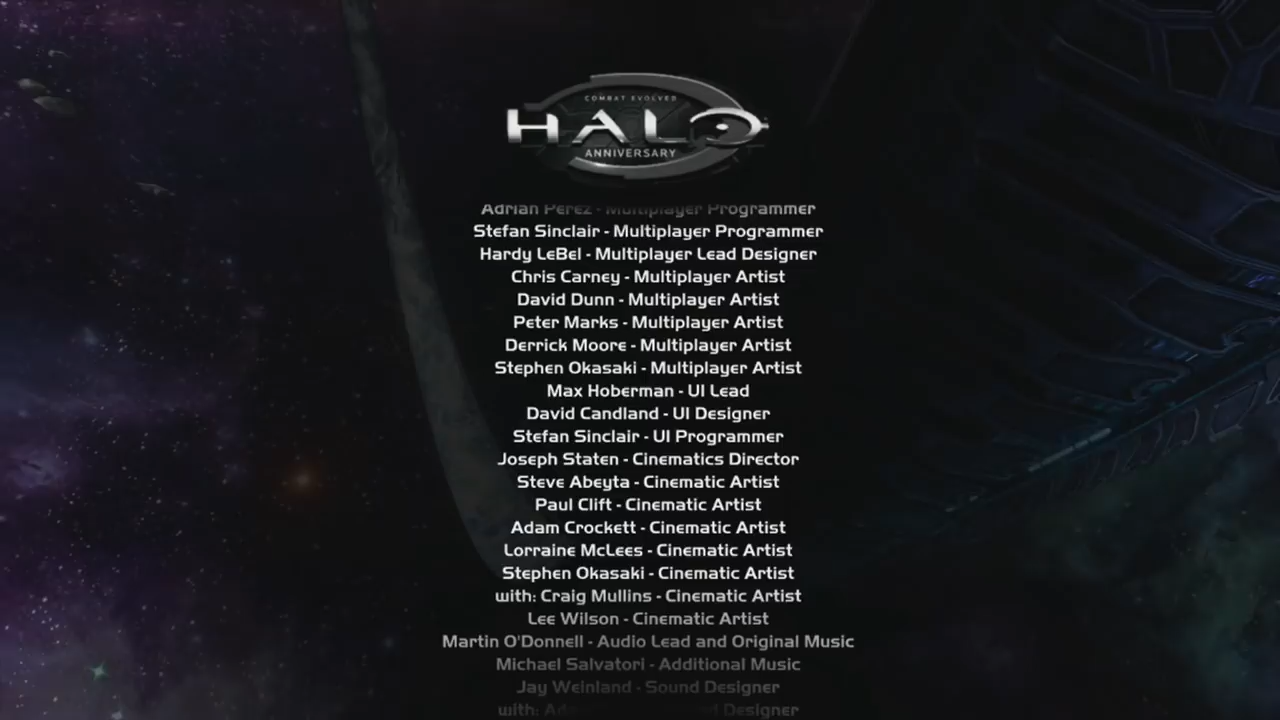 COMBAT EVOLVED
HALO
ANNIVERSARY
Adrian Perez - Multiplayer Programmer
Stefan Sinclair - Multiplayer Programmer
Hardy LeBel - Multiplayer Lead Designer
Chris Carney - Multiplayer Artist
David Dunn - Multiplayer Artist
Peter Marks - Multiplayer Artist
Derrick Moore - Multiplayer Artist
Stephen Okasaki - Multiplayer Artist
Max Hoberman - UI Lead
David Candland - UI Designer
Stefan Sinclair - UI Programmer
Joseph Staten - Cinematics Director
Steve Abeyta - Cinematic Artist
Paul Clift - Cinematic Artist
Adam Crockett - Cinematic Artist
Lorraine McLees - Cinematic Artist
Stephen Okasaki - Cinematic Artist
with: Craig Mullins - Cinematic Artist
Lee Wilson - Cinematic Artist
Martin O'Donnell - Audio Lead and Original Music
Michael Salvatori - Additional Music
Jay Weinland - Sound Designer
with: Designer